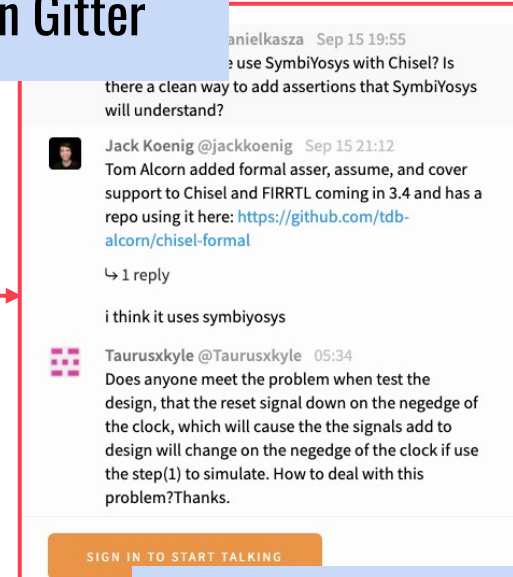 n Gitter
anielkasza Sep 15 19:55
e use SymbiYosys with Chisel? Is
there a clean way to add assertions that SymbiYosys
will understand?
Jack Koenig @jackkoenig Sep 15 21:12
Tom Alcorn added formal asser, assume, and cover
support to Chisel and FIRRTL coming in 3.4 and has a
repo using it here: https://github.com/tdb-
alcorn/chisel-formal
↳ 1 reply
i think it uses symbiyosys
Taurusxkyle @Taurusxkyle 05:34
Does anyone meet the problem when test the
design, that the reset signal down on the negedge of
the clock, which will cause the the signals add to
design will change on the negedge of the clock if use
the step(1) to simulate. How to deal with this
problem?Thanks.
SIGN IN TO START TALKING